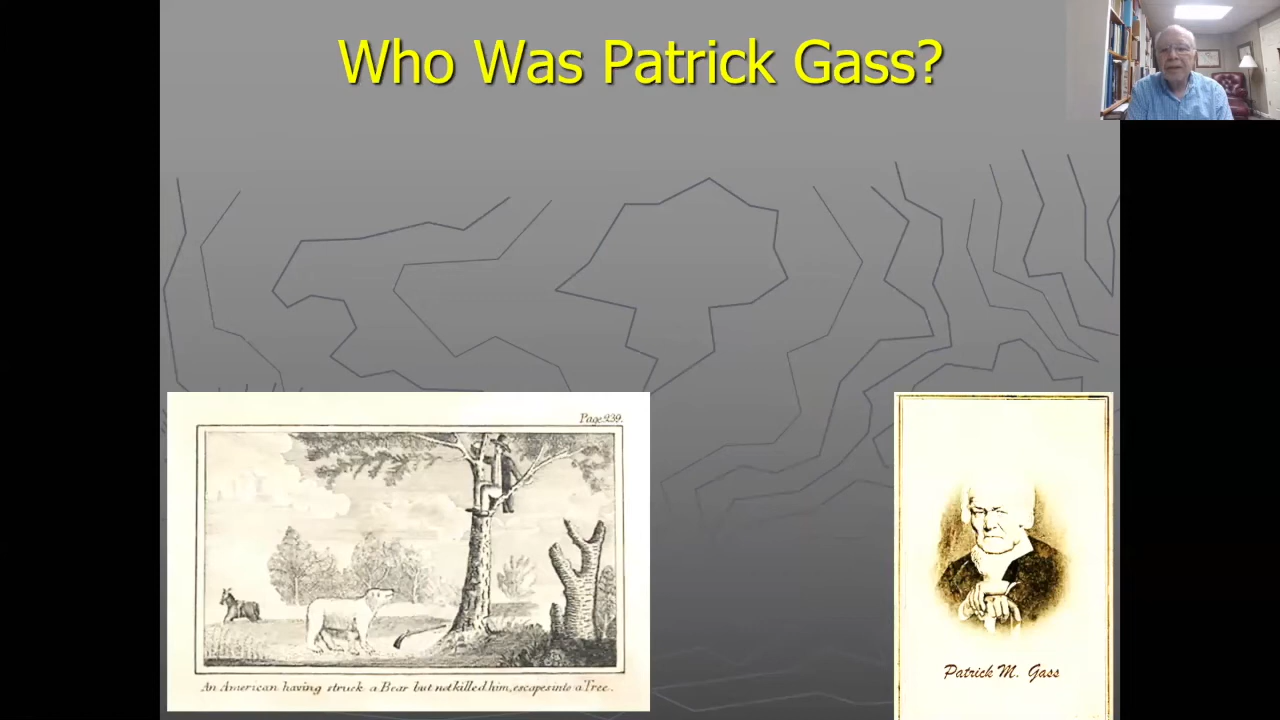 Who Was Patrick Gass?
Page 239.
An American having struck a Bear but not killed him, escapes into a Tree.
Patrick M. Gass